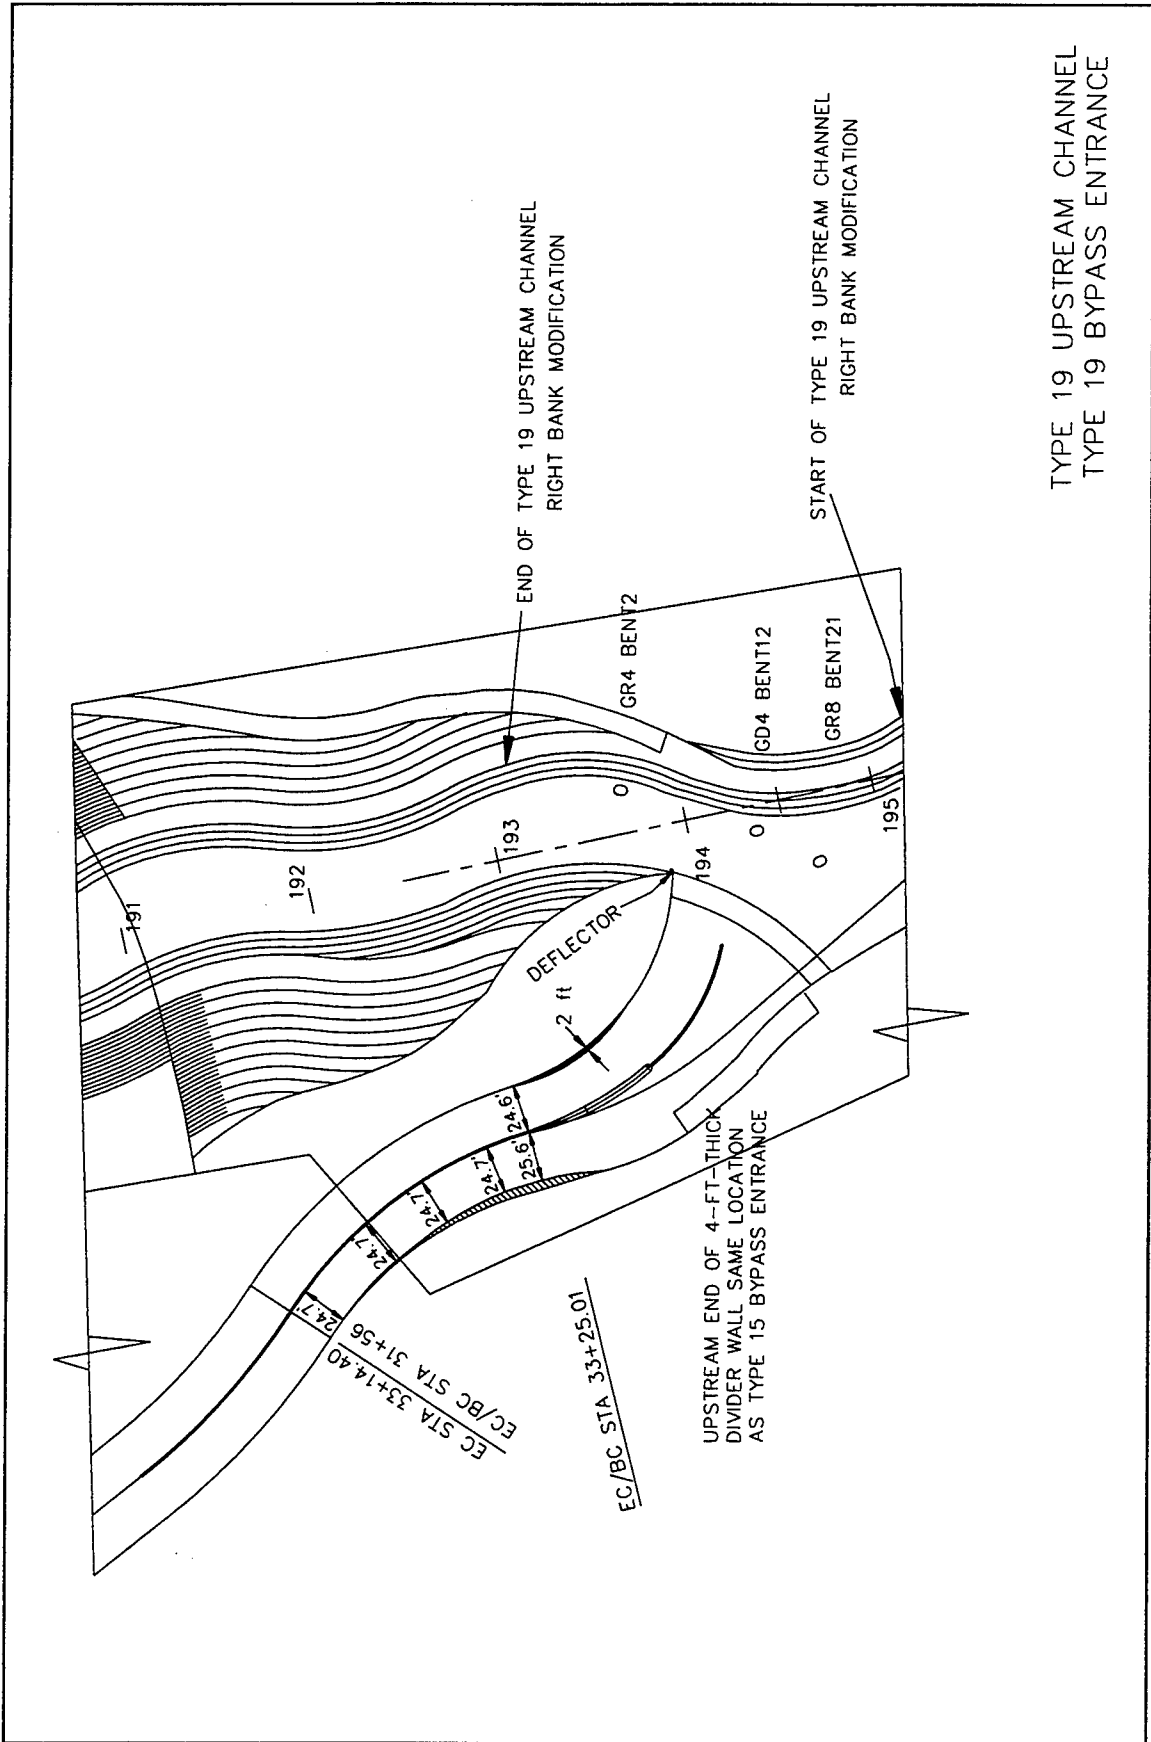 TYPE 19 UPSTREAM CHANNEL
TYPE 19 BYPASS ENTRANCE
END OF TYPE 19 UPSTREAM CHANNEL
RIGHT BANK MODIFICATION
START OF TYPE 19 UPSTREAM CHANNEL
RIGHT BANK MODIFICATION
GR4 BENT2
GD4 BENT12
GR8 BENT21
191
192
193
194
195
DEFLECTOR
2 ft
24.6'
25.6'
24.7'
24.7'
24.7'
24.7'
EC STA 33+14.40
EC/BC STA 31+56
EC/BC STA 33+25.01
UPSTREAM END OF 4-FT-THICK
DIVIDER WALL SAME LOCATION
AS TYPE 15 BYPASS ENTRANCE